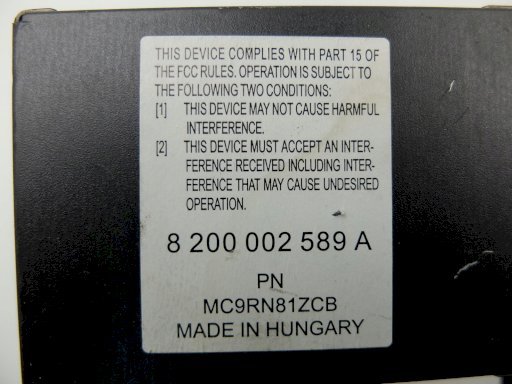 THIS DEVICE COMPLIES WITH PART 15 OF
THE FCC RULES. OPERATION IS SUBJECT TO
THE FOLLOWING TWO CONDITIONS:
[1] THIS DEVICE MAY NOT CAUSE HARMFUL
INTERFERENCE.
[2] THIS DEVICE MUST ACCEPT AN INTER-
FERENCE RECEIVED INCLUDING INTER-
FERENCE THAT MAY CAUSE UNDESIRED
OPERATION.
8 200 002 589 A
PN
MC9RN81ZCB
MADE IN HUNGARY